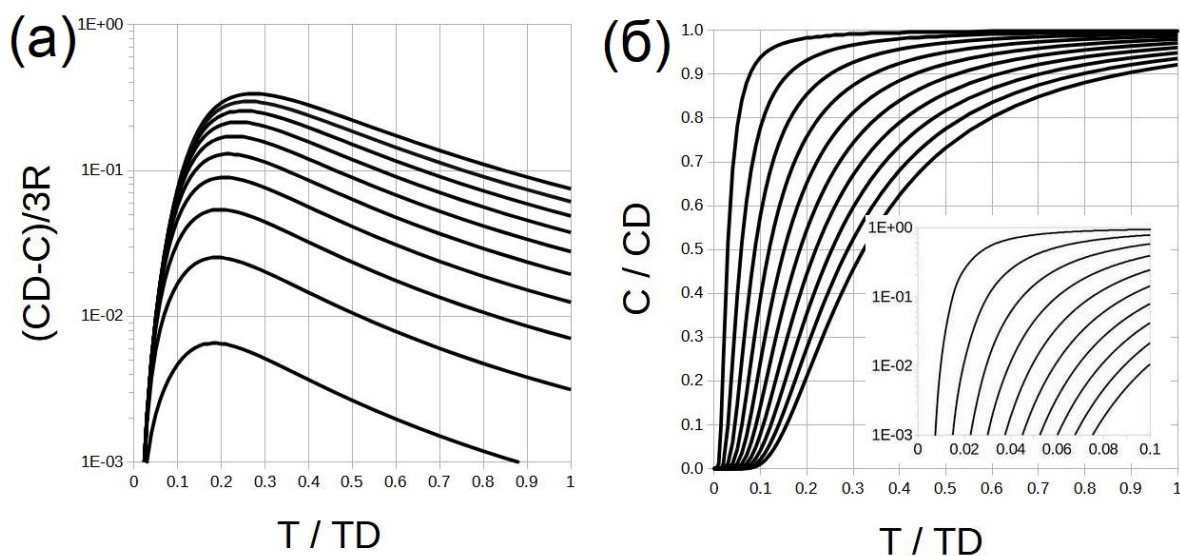 (а)
(CD-C)/3R
1E+00
1E-01
1E-02
1E-03
0 0.1 0.2 0.3 0.4 0.5 0.6 0.7 0.8 0.9 1
T / TD
(б)
C / CD
1.0
0.9
0.8
0.7
0.6
0.5
0.4
0.3
0.2
0.1
0.0
0 0.1 0.2 0.3 0.4 0.5 0.6 0.7 0.8 0.9 1
T / TD
1E+00
1E-01
1E-02
1E-03
0 0.02 0.04 0.06 0.08 0.1